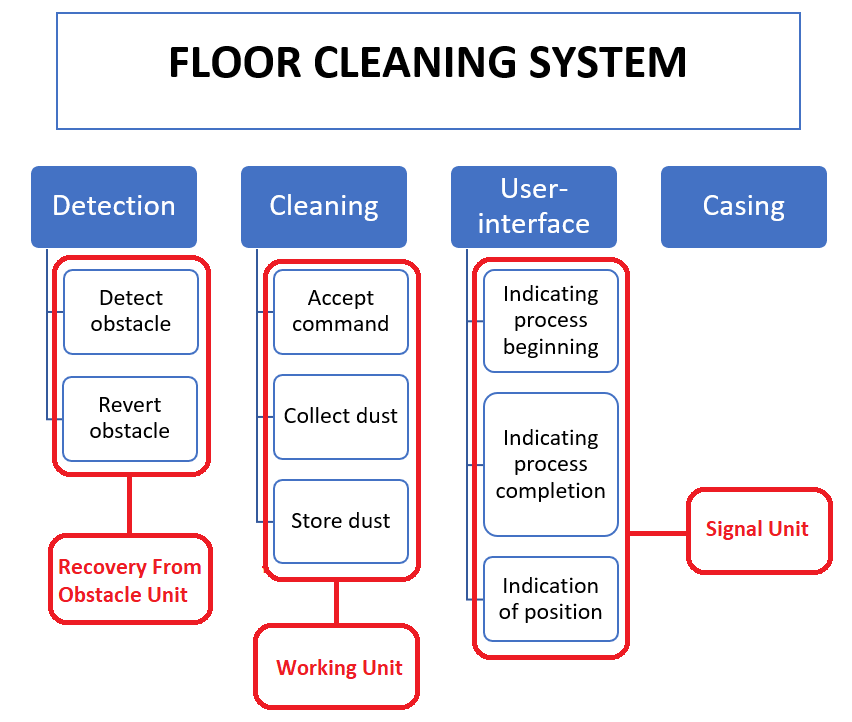 FLOOR CLEANING SYSTEM
Detection
Detect
obstacle
Revert
obstacle
Recovery From
Obstacle Unit
Cleaning
Accept
command
Collect dust
Store dust
Working Unit
User-
interface
Indicating
process
beginning
Indicating
process
completion
Indication
of position
Casing
Signal Unit